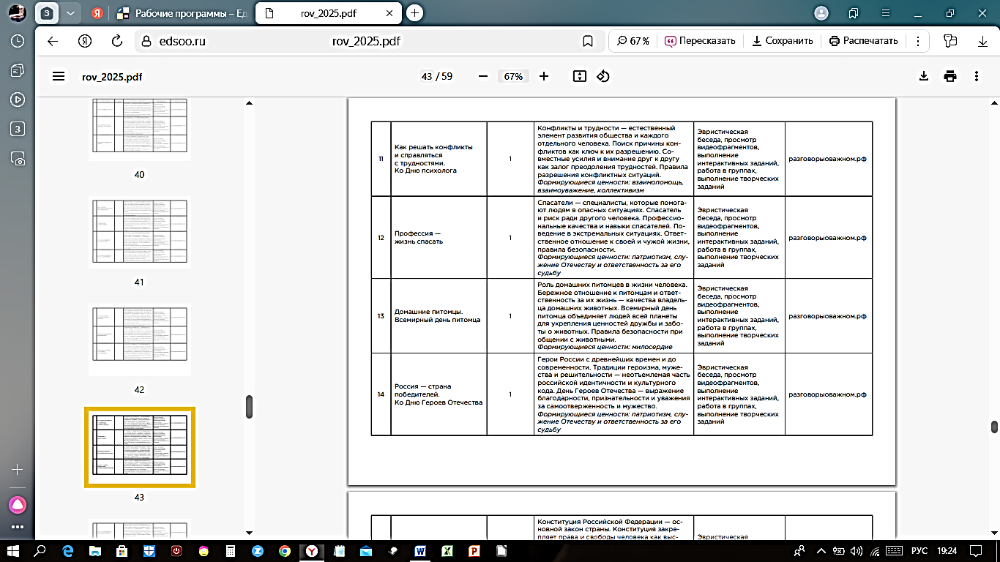 3
Рабочие программы – Ед
rov_2025.pdf
edsoo.ru
rov_2025.pdf
67%
Пересказать
Сохранить
Распечатать
rov_2025.pdf
43 / 59
67%
3
40
41
42
43
11
Как решать конфликты
и справляться
с трудностями.
Ко Дню психолога
1
Конфликты и трудности — естественный
элемент развития общества и каждого
отдельного человека. Поиск причины кон-
фликтов как ключ к их разрешению. Со-
вместные усилия и внимание друг к другу
как залог преодоления трудностей. Правила
разрешения конфликтных ситуаций.
Формирующиеся ценности: взаимопомощь,
взаимоуважение, коллективизм
Эвристическая
беседа, просмотр
видеофрагментов,
выполнение
интерактивных заданий,
работа в группах,
выполнение творческих
заданий
разговорыоважном.рф
12
Профессия —
жизнь спасать
1
Спасатели — специалисты, которые помога-
ют людям в опасных ситуациях. Спасатель
и риск ради другого человека. Профессио-
нальные качества и навыки спасателей. По-
ведение в экстремальных ситуациях. Ответ-
ственное отношение к своей и чужой жизни,
правила безопасности.
Формирующиеся ценности: патриотизм, слу-
жение Отечеству и ответственность за его
судьбу
Эвристическая
беседа, просмотр
видеофрагментов,
выполнение
интерактивных заданий,
работа в группах,
выполнение творческих
заданий
разговорыоважном.рф
13
Домашние питомцы.
Всемирный день питомца
1
Роль домашних питомцев в жизни человека.
Бережное отношение к питомцам и ответ-
ственность за их жизнь — качества владель-
ца домашних животных. Всемирный день
питомца объединяет людей всей планеты
для укрепления ценностей дружбы и забо-
ты о животных. Правила безопасности при
общении с животными.
Формирующиеся ценности: милосердие
Эвристическая
беседа, просмотр
видеофрагментов,
выполнение
интерактивных заданий,
работа в группах,
выполнение творческих
заданий
разговорыоважном.рф
14
Россия — страна
победителей.
Ко Дню Героев Отечества
1
Герои России с древнейших времен и до
современности. Традиции героизма, муже-
ства и решительности — неотъемлемая часть
российской идентичности и культурного
кода. День Героев Отечества — выражение
благодарности, признательности и уважения
за самоотверженность и мужество.
Формирующиеся ценности: патриотизм, слу-
жение Отечеству и ответственность за его
судьбу
Эвристическая
беседа, просмотр
видеофрагментов,
выполнение
интерактивных заданий,
работа в группах,
выполнение творческих
заданий
разговорыоважном.рф
Конституция Российской Федерации — ос-
новной закон страны. Конституция закре-
пляет права и свободы человека как выс-
Эвристическая
РУС
19:24